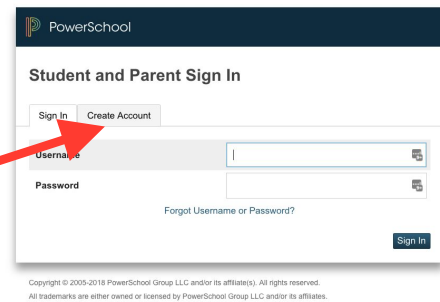 PowerSchool
Student and Parent Sign In
Sign In Create Account
Username
Password
Forgot Username or Password?
Sign In
Copyright © 2005-2018 PowerSchool Group LLC and/or its affiliate(s). All rights reserved.
All trademarks are either owned or licensed by PowerSchool Group LLC and/or its affiliates.